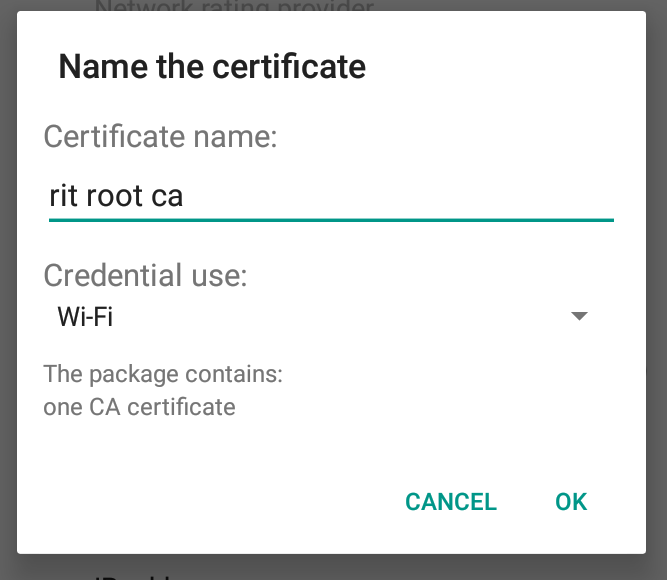 Network rating provider
Name the certificate
Certificate name:
rit root ca
Credential use:
Wi-Fi
The package contains:
one CA certificate
CANCEL
OK